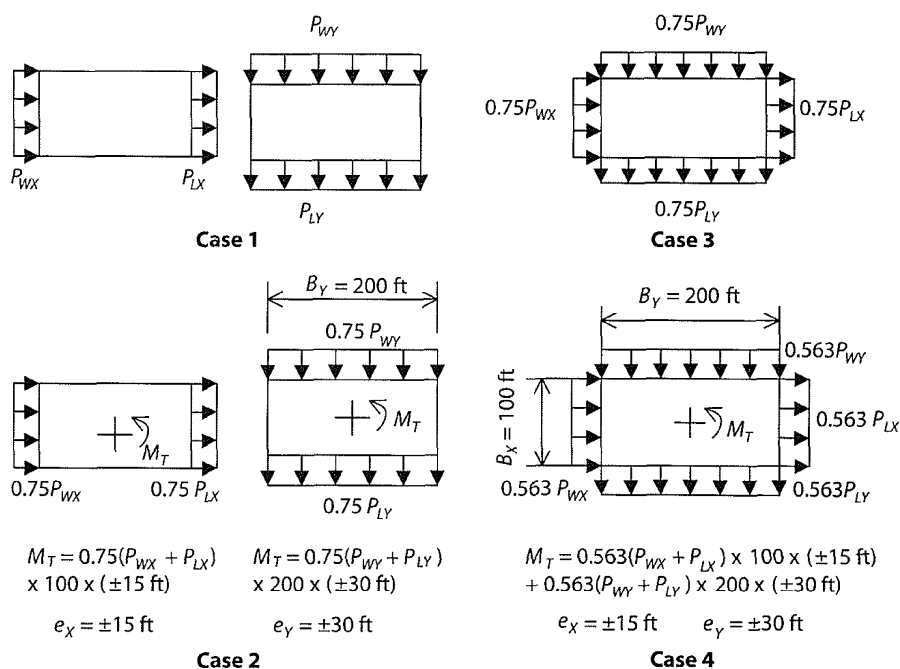 P_WY
P_WX
P_LX
P_LY
Case 1
0.75P_WY
0.75P_WX
0.75P_LX
0.75P_LY
Case 3
B_Y = 200 ft
0.75 P_WY
M_T
M_T
0.75P_WX
0.75 P_LX
0.75 P_LY
M_T = 0.75(P_WX + P_LX)
x 100 x (±15 ft)
e_X = ±15 ft
M_T = 0.75(P_WY + P_LY)
x 200 x (±30 ft)
e_Y = ±30 ft
Case 2
B_Y = 200 ft
0.563P_WY
B_X = 100 ft
M_T
0.563 P_LX
0.563 P_WX
0.563P_LY
M_T = 0.563(P_WX + P_LX) x 100 x (±15 ft)
+ 0.563(P_WY + P_LY) x 200 x (±30 ft)
e_X = ±15 ft e_Y = ±30 ft
Case 4